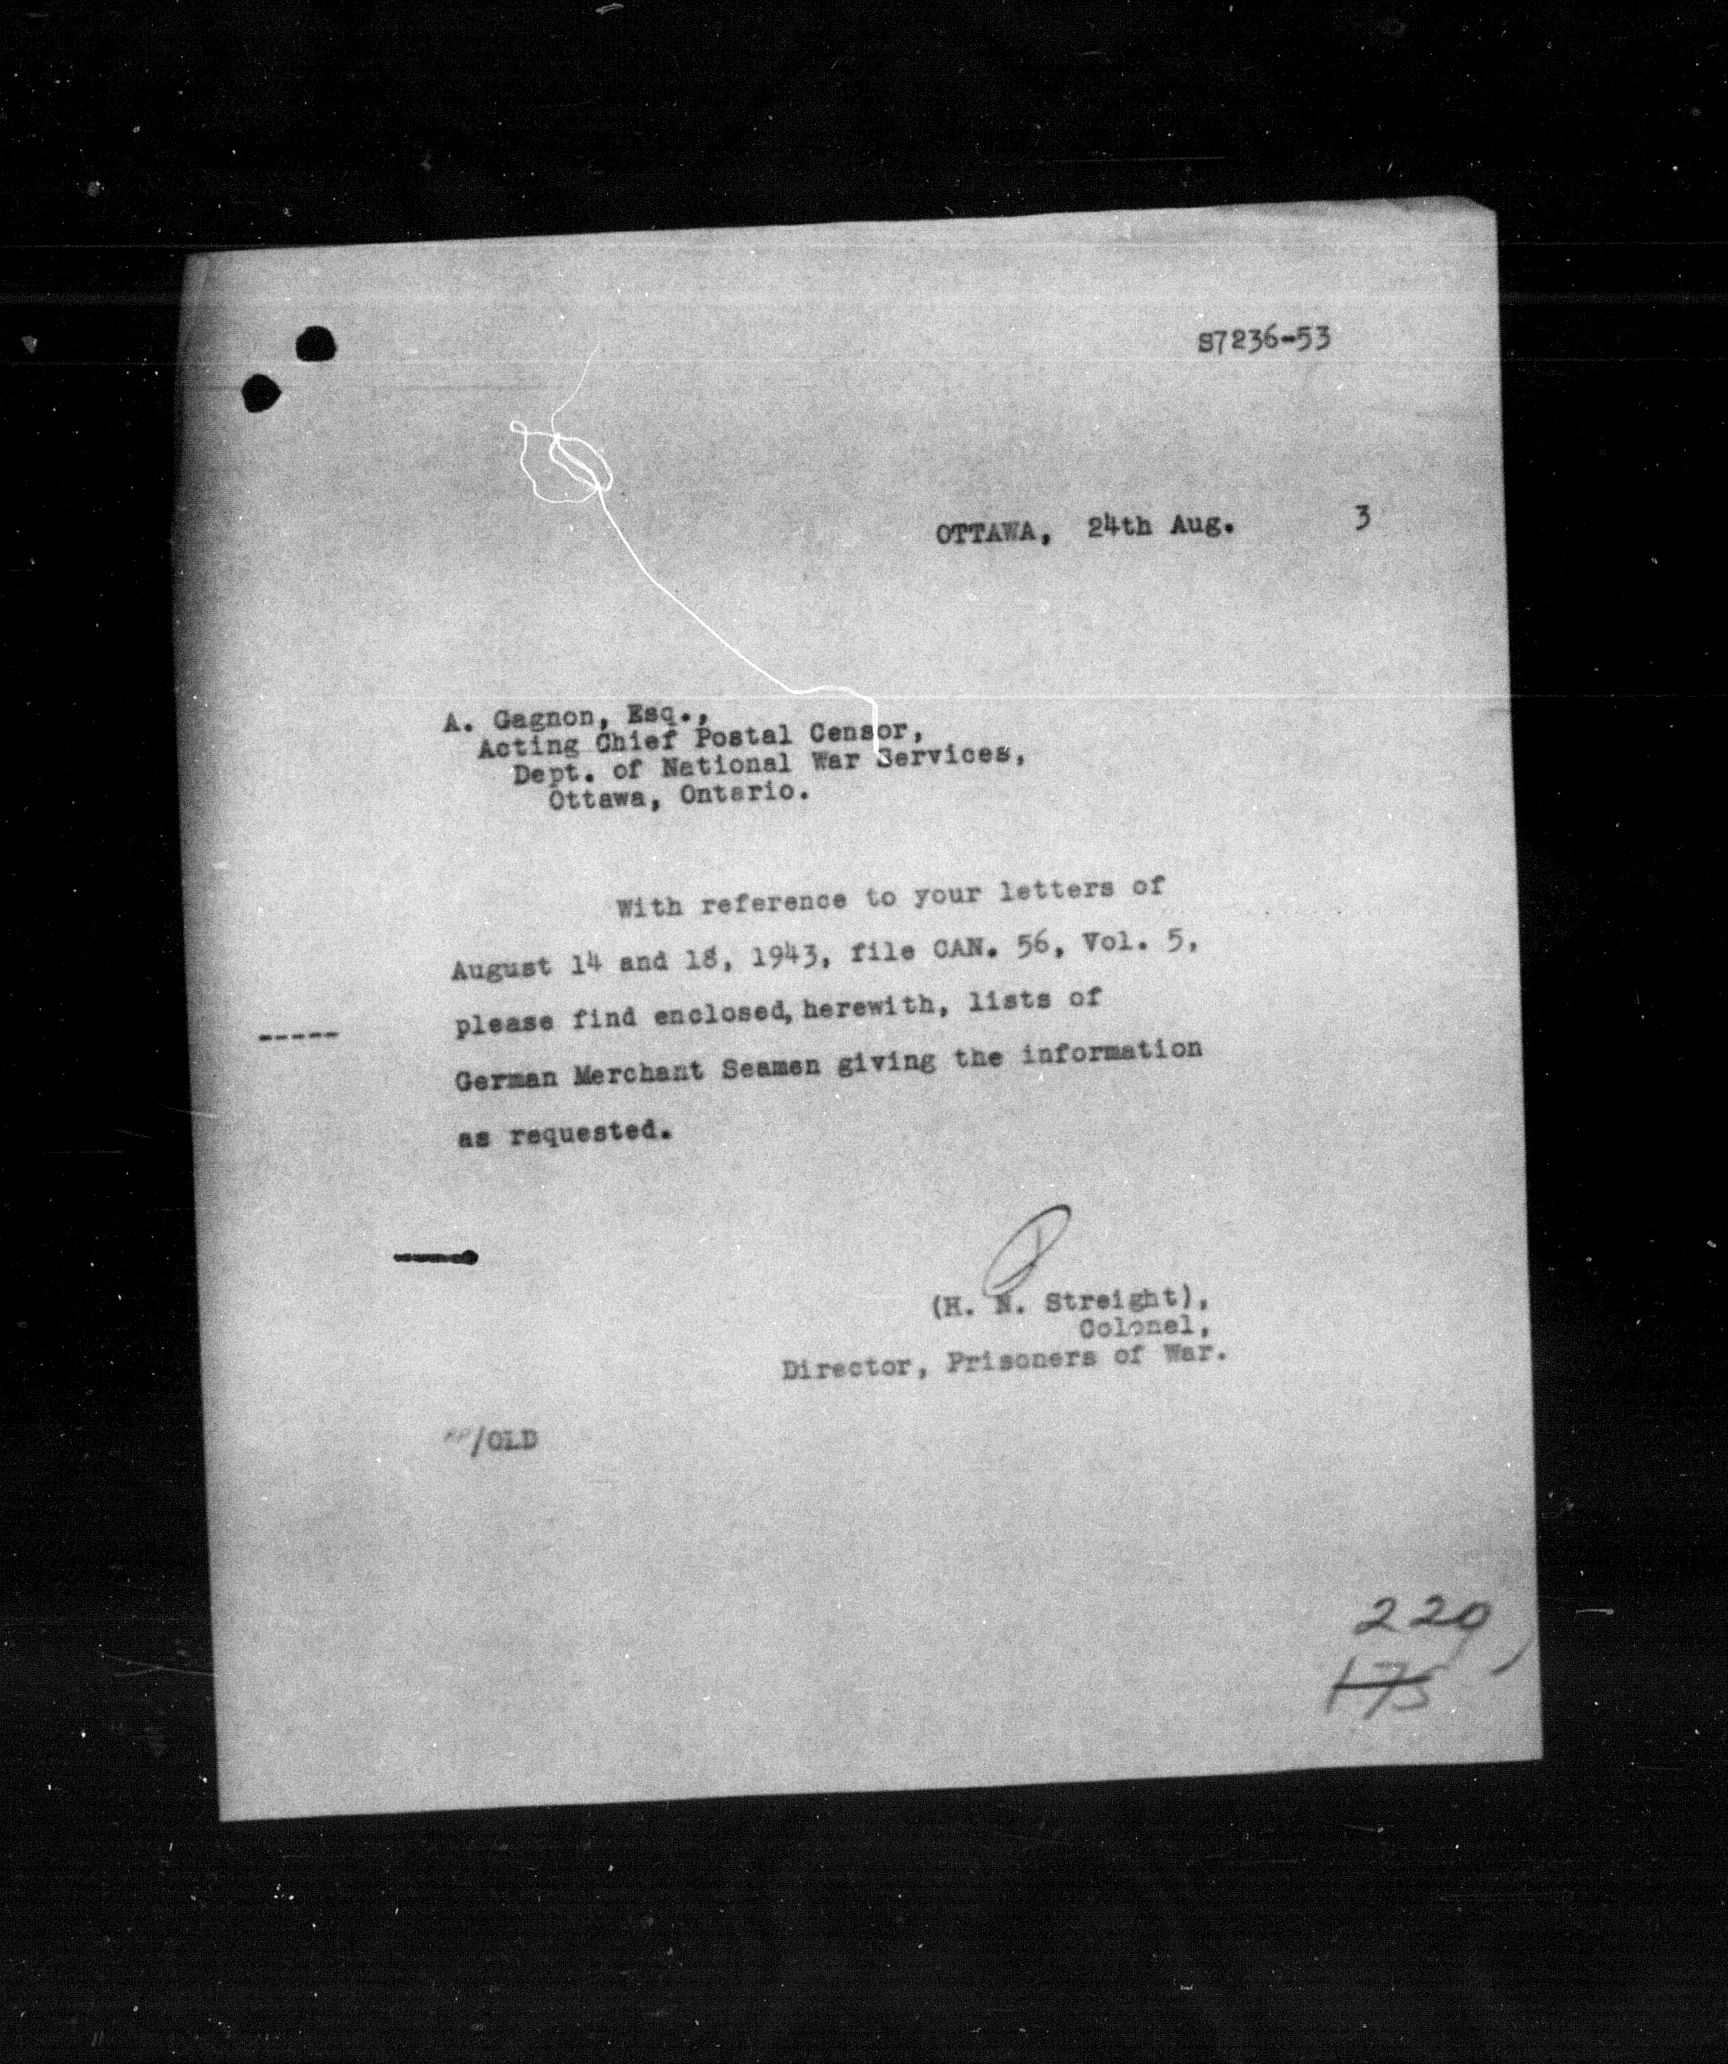 S7236-53
OTTAWA, 24th Aug. 3
A. Gagnon, Esq.,
Acting Chief Postal Censor,
Dept. of National War Services,
Ottawa, Ontario.
With reference to your letters of
August 14 and 18, 1943, file CAN. 56, Vol. 5,
please find enclosed, herewith, lists of
-----
German Merchant Seamen giving the information
as requested.
(H. N. Streight),
Colonel,
Director, Prisoners of War.
/OLD
220
175